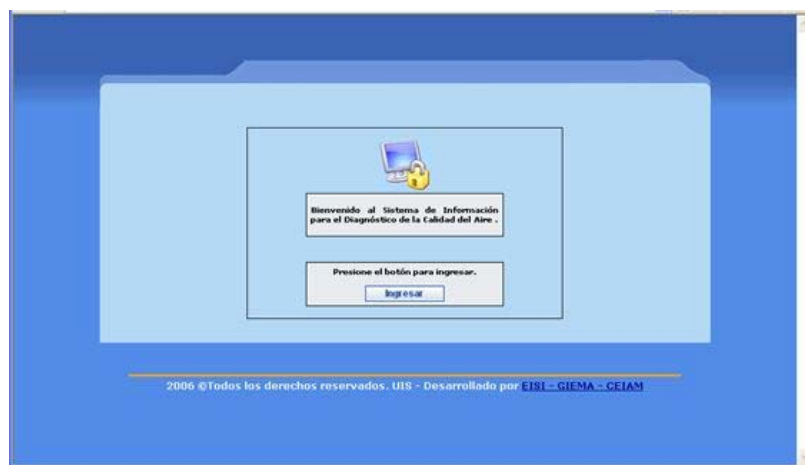 Bienvenido al Sistema de Información
para el Diagnóstico de la Calidad del Aire .
Presione el botón para ingresar.
Ingresar
2006 ©Todos los derechos reservados. UIS - Desarrollado por EISI - GIEMA - CEIAM